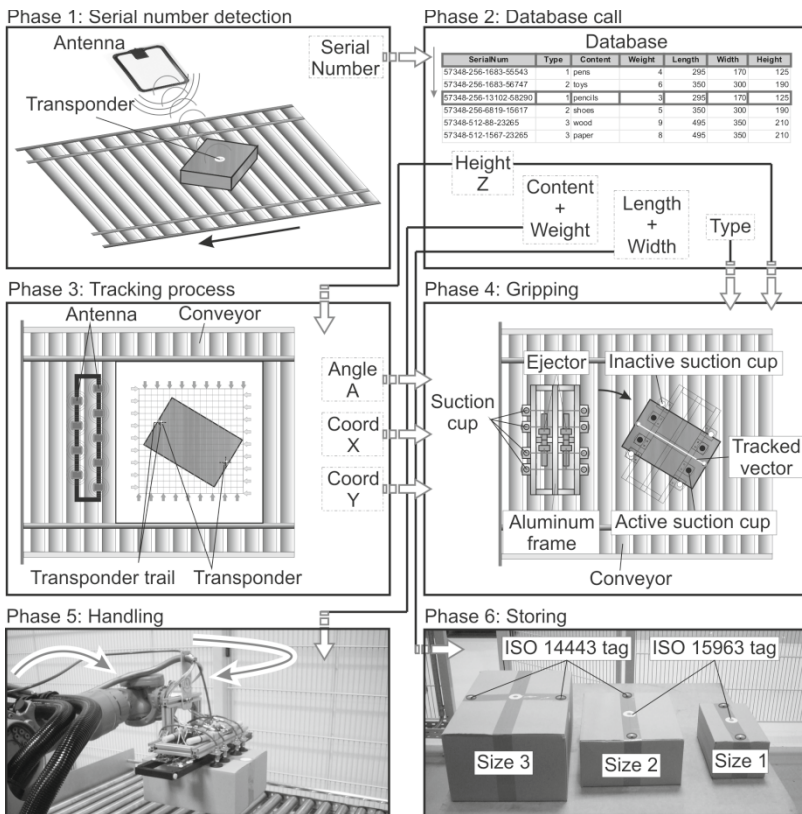 Phase 1: Serial number detection
Antenna
Transponder
Serial
Number
Phase 2: Database call
Database
SerialNum Type Content Weight Length Width Height
57348-256-1683-55543 1 pens 4 295 170 125
57348-256-1683-56747 2 toys 6 350 300 190
57348-256-13102-58290 1 pencils 3 295 170 125
57348-256-6819-15617 2 shoes 5 350 300 190
57348-512-88-23265 3 wood 9 495 350 210
57348-512-1567-23265 3 paper 8 495 350 210
Height
Z
Content
+
Weight
Length
+
Width
Type
Phase 3: Tracking process
Antenna
Conveyor
Angle
A
Coord
X
Coord
Y
Transponder trail
Transponder
Phase 4: Gripping
Ejector
Inactive suction cup
Suction
cup
Tracked
vector
Aluminum
frame
Active suction cup
Conveyor
Phase 5: Handling
Phase 6: Storing
ISO 14443 tag
ISO 15963 tag
Size 3
Size 2
Size 1